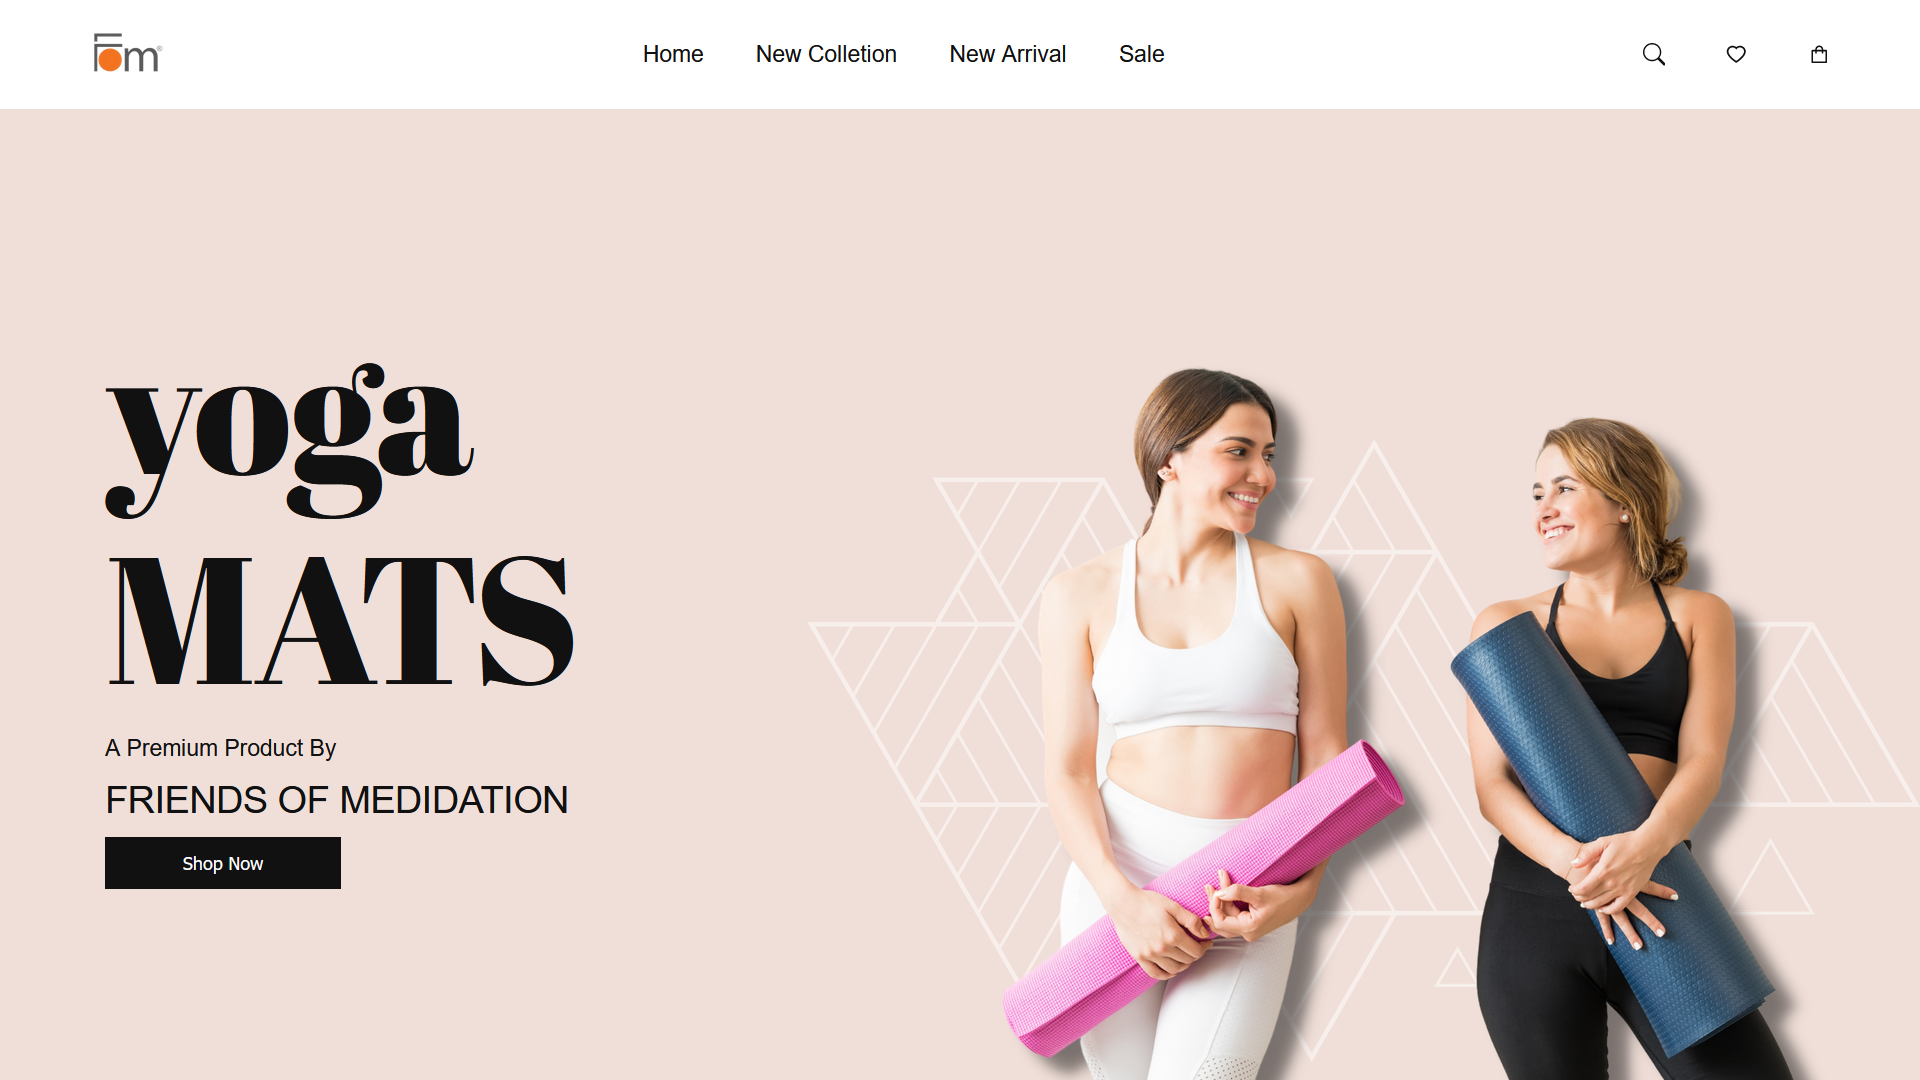 Fom®
Home New Colletion New Arrival Sale
yoga
MATS
A Premium Product By
FRIENDS OF MEDIDATION
Shop Now